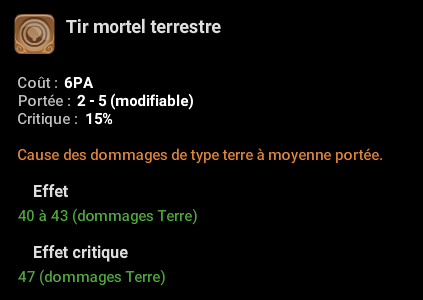 Tir mortel terrestre
Coût : 6PA
Portée : 2 - 5 (modifiable)
Critique : 15%
Cause des dommages de type terre à moyenne portée.
Effet
40 à 43 (dommages Terre)
Effet critique
47 (dommages Terre)